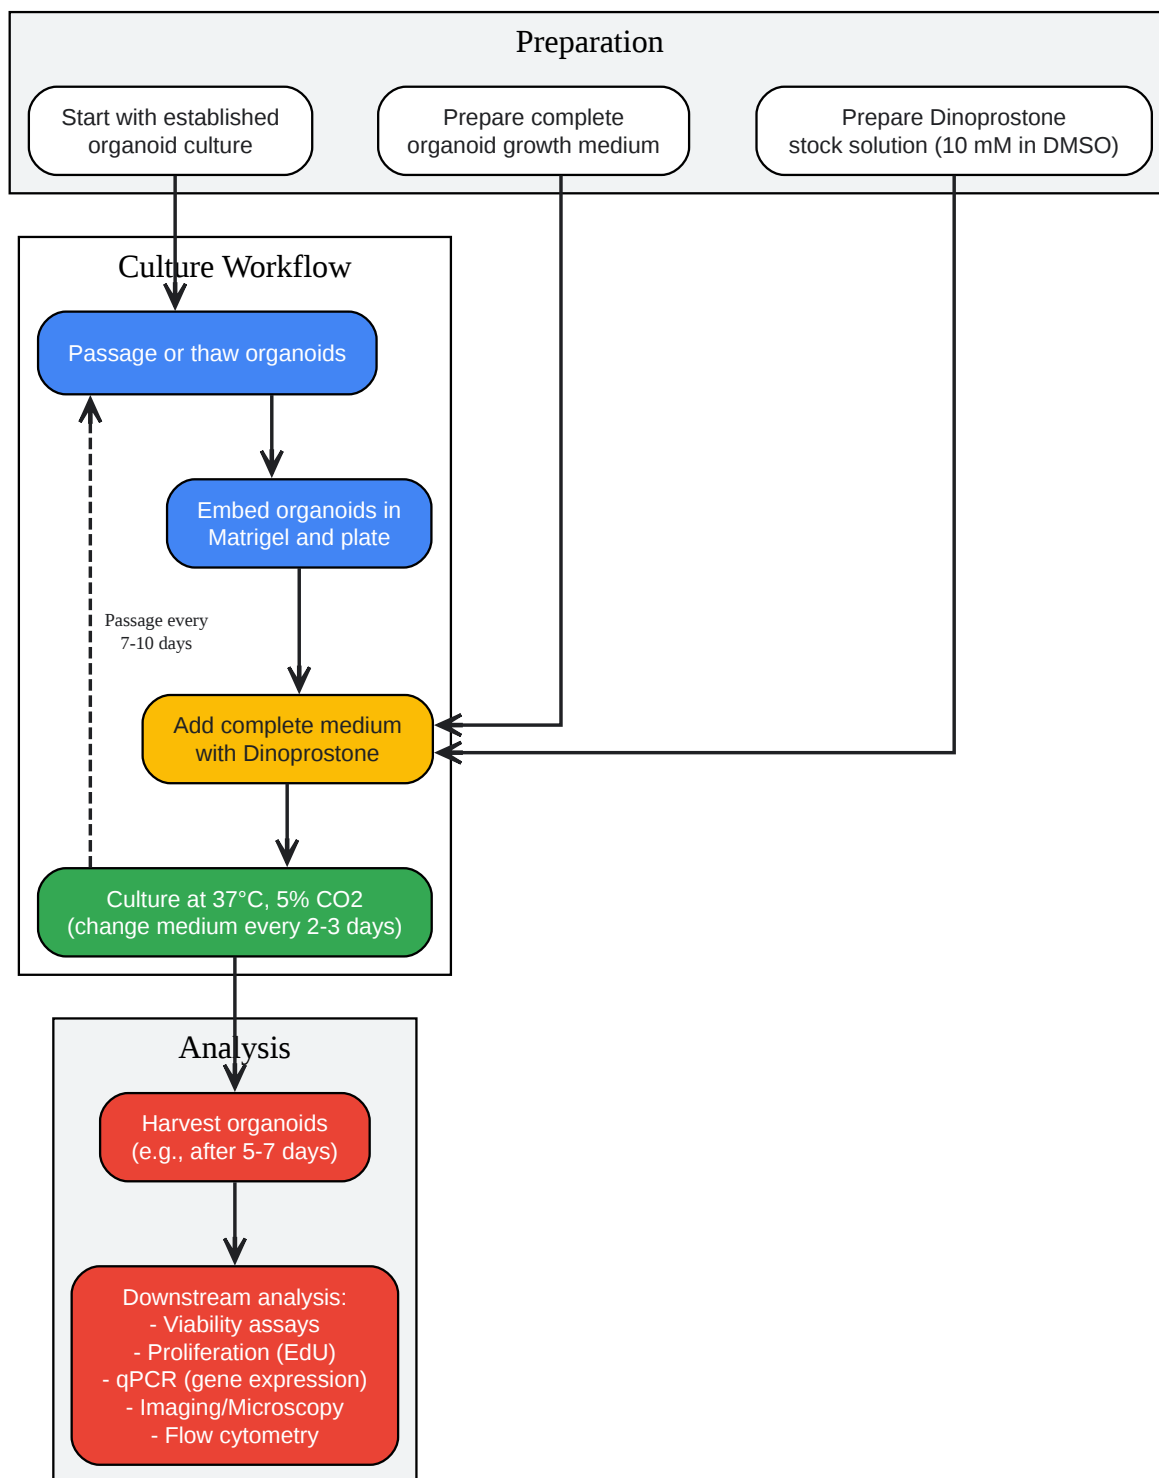 Preparation
Start with established
organoid culture
Prepare complete
organoid growth medium
Prepare Dinoprostone
stock solution (10 mM in DMSO)
Culture Workflow
Passage or thaw organoids
Embed organoids in
Matrigel and plate
Passage every
7-10 days
Add complete medium
with Dinoprostone
Culture at 37°C, 5% CO2
(change medium every 2-3 days)
Analysis
Harvest organoids
(e.g., after 5-7 days)
Downstream analysis:
- Viability assays
- Proliferation (EdU)
- qPCR (gene expression)
- Imaging/Microscopy
- Flow cytometry